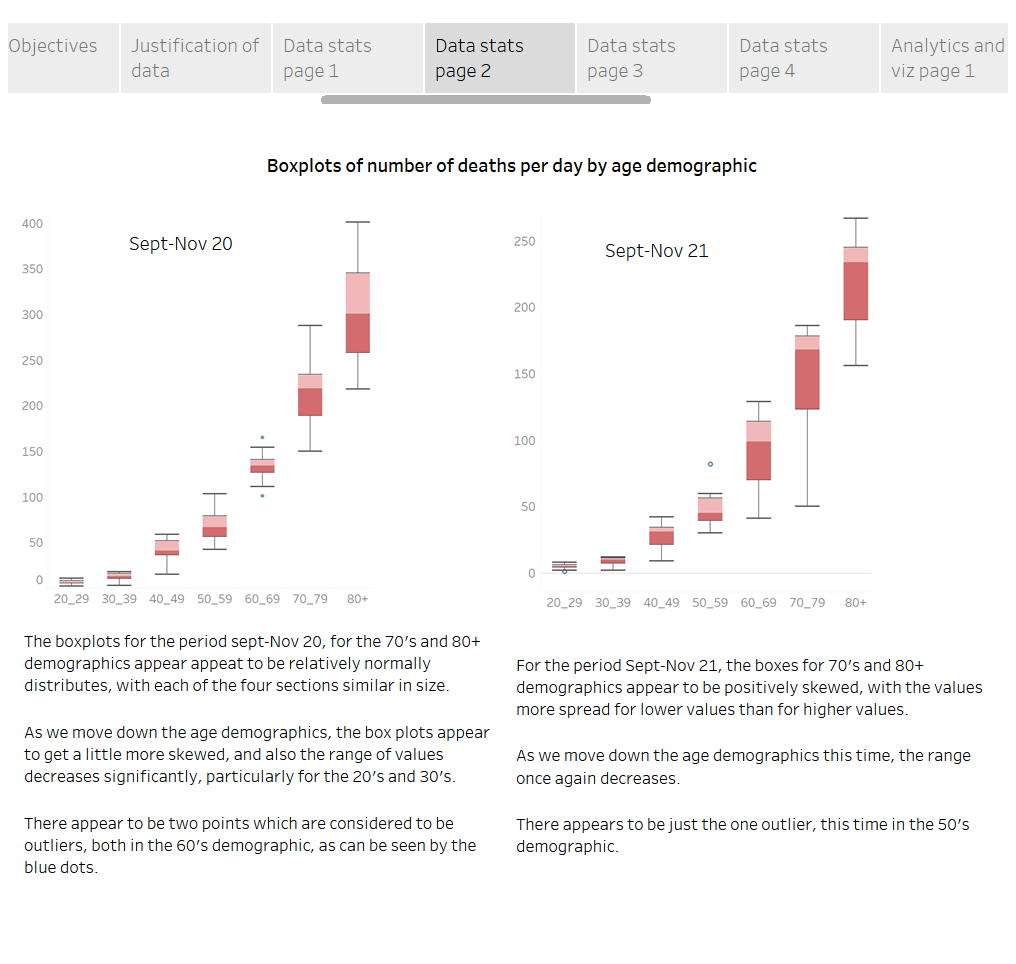 Objectives
Justification of
data
Data stats
page 1
Data stats
page 2
Data stats
page 3
Data stats
page 4
Analytics and
viz page 1
Boxplots of number of deaths per day by age demographic
Sept-Nov 20
400
350
300
250
200
150
100
50
0
20_29 30_39 40_49 50_59 60_69 70_79 80+
Sept-Nov 21
250
200
150
100
50
0
20_29 30_39 40_49 50_59 60_69 70_79 80+
The boxplots for the period sept-Nov 20, for the 70's and 80+
demographics appear appeat to be relatively normally
distributes, with each of the four sections similar in size.
As we move down the age demographics, the box plots appear
to get a little more skewed, and also the range of values
decreases significantly, particularly for the 20's and 30's.
There appear to be two points which are considered to be
outliers, both in the 60's demographic, as can be seen by the
blue dots.
For the period Sept-Nov 21, the boxes for 70's and 80+
demographics appear to be positively skewed, with the values
more spread for lower values than for higher values.
As we move down the age demographics this time, the range
once again decreases.
There appears to be just the one outlier, this time in the 50's
demographic.